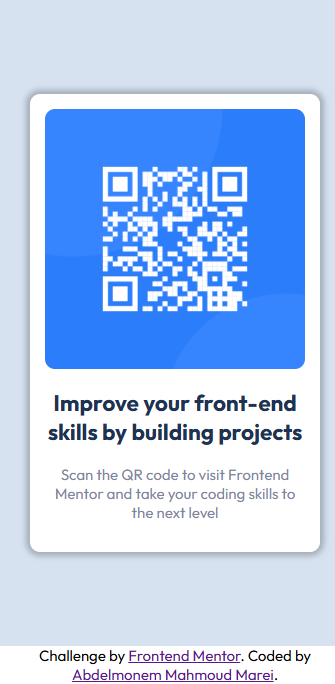 Improve your front-end
skills by building projects
Scan the QR code to visit Frontend
Mentor and take your coding skills to
the next level
Challenge by Frontend Mentor. Coded by
Abdelmonem Mahmoud Marei.